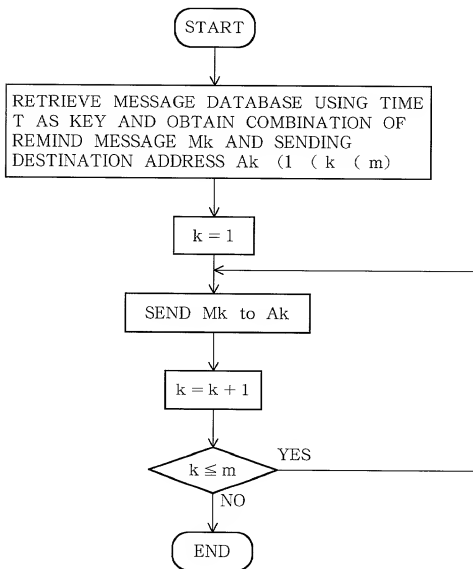 START
RETRIEVE MESSAGE DATABASE USING TIME
T AS KEY AND OBTAIN COMBINATION OF
REMIND MESSAGE Mk AND SENDING
DESTINATION ADDRESS Ak (1 ( k ( m)
k = 1
SEND Mk to Ak
k = k + 1
k ≦ m
YES
NO
END